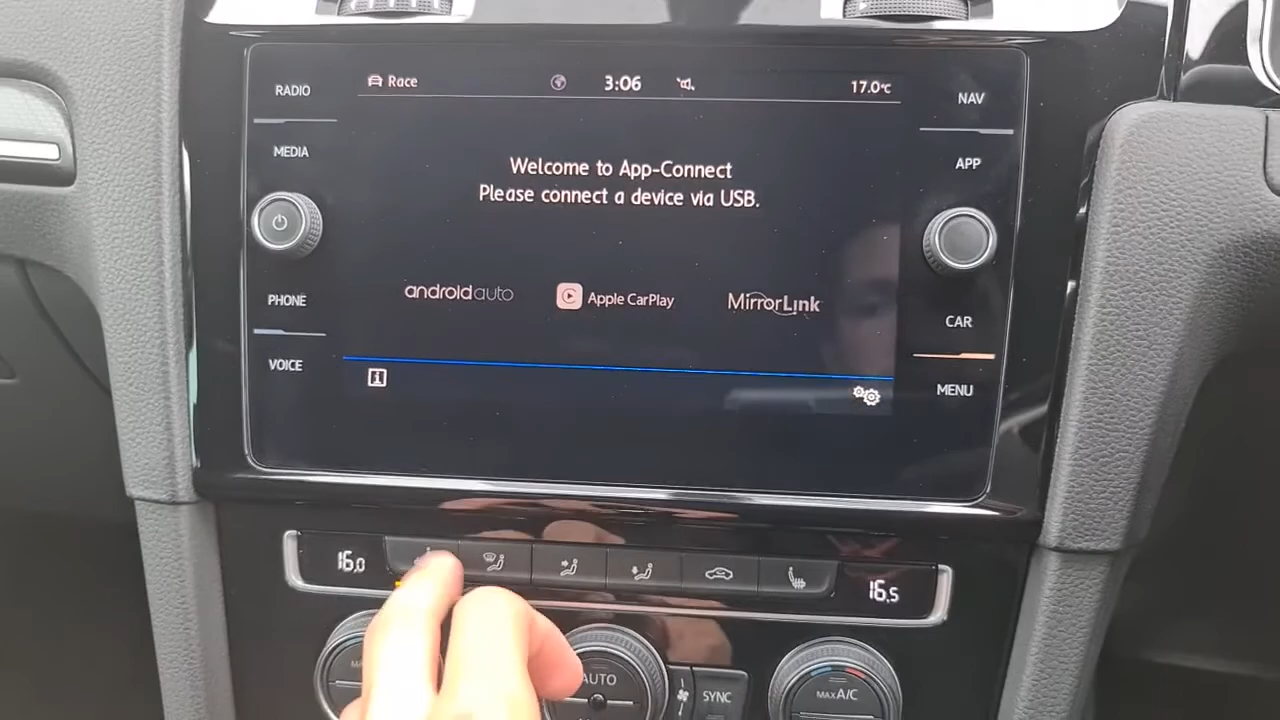 RADIO
MEDIA
PHONE
VOICE
Race
3:06
17.0°C
Welcome to App-Connect
Please connect a device via USB.
android auto
Apple CarPlay
MirrorLink
i
NAV
APP
CAR
MENU
16.0
16.5
AUTO
SYNC
MAX A/C